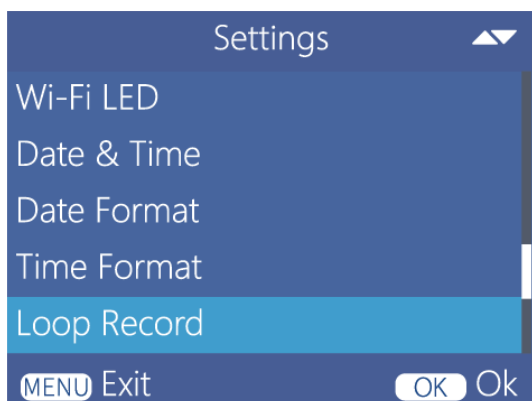 Settings
Wi-Fi LED
Date & Time
Date Format
Time Format
Loop Record
MENU Exit OK Ok